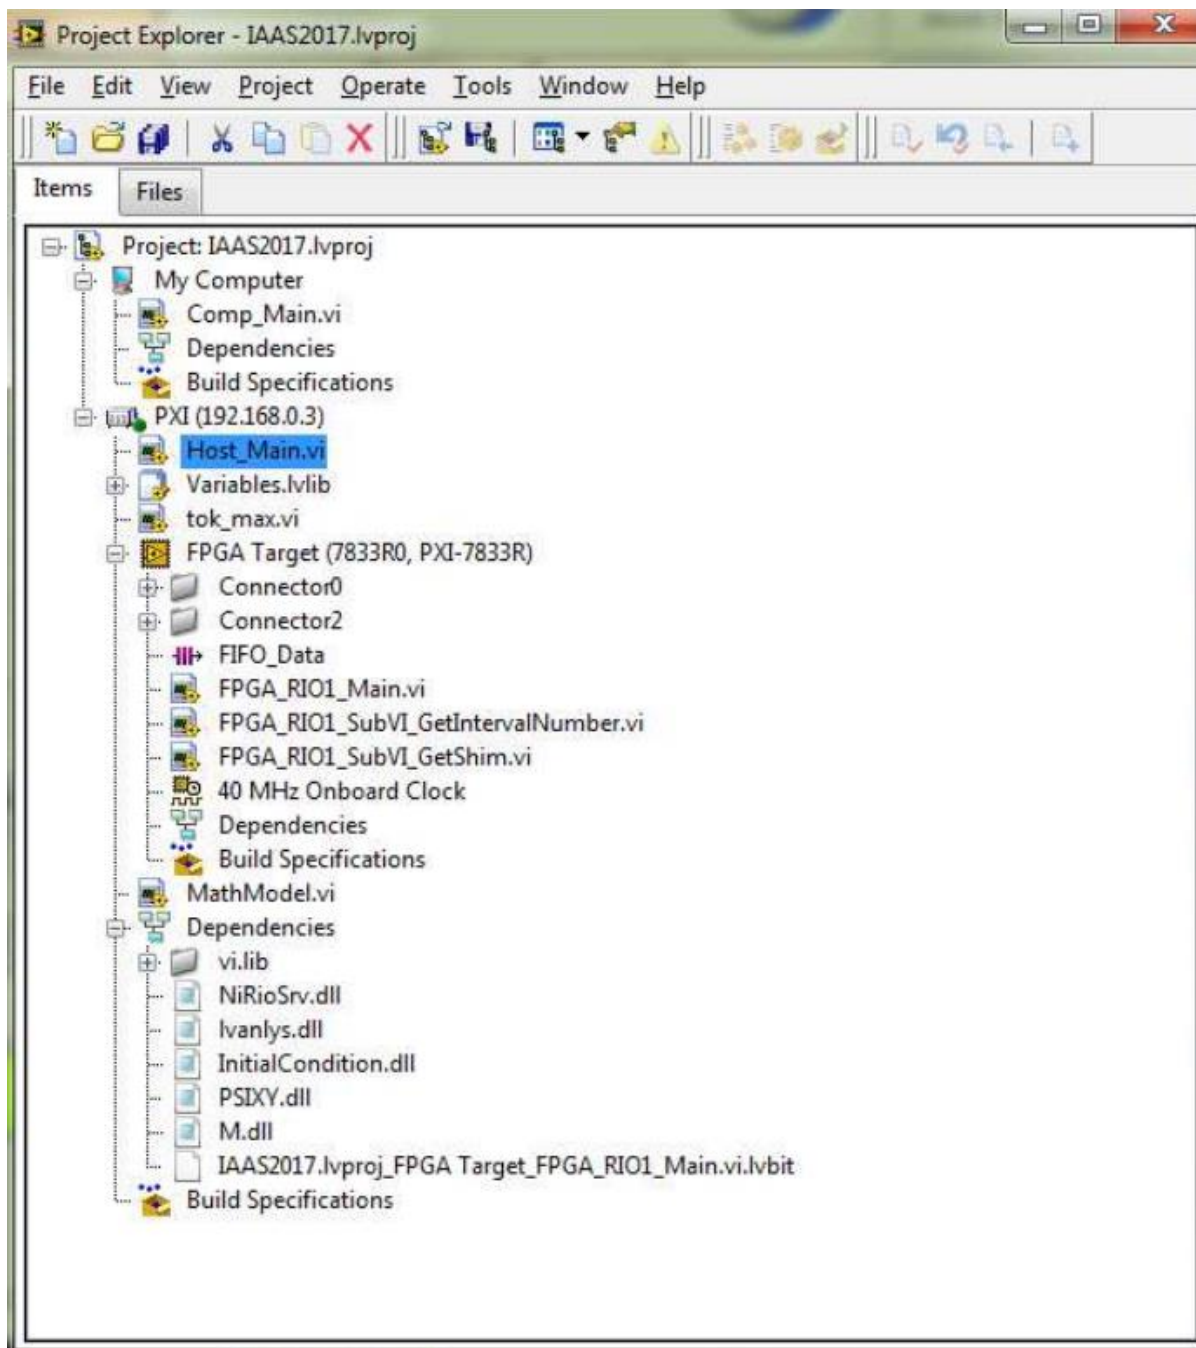 Project Explorer - IAAS2017.lvproj
File Edit View Project Operate Tools Window Help
Items Files
Project: IAAS2017.lvproj
My Computer
Comp_Main.vi
Dependencies
Build Specifications
PXI (192.168.0.3)
Host_Main.vi
Variables.lvlib
tok_max.vi
FPGA Target (7833R0, PXI-7833R)
Connector0
Connector2
FIFO_Data
FPGA_RIO1_Main.vi
FPGA_RIO1_SubVI_GetIntervalNumber.vi
FPGA_RIO1_SubVI_GetShim.vi
40 MHz Onboard Clock
Dependencies
Build Specifications
MathModel.vi
Dependencies
vi.lib
NiRioSrv.dll
lvanlys.dll
InitialCondition.dll
PSIXY.dll
M.dll
IAAS2017.lvproj_FPGA Target_FPGA_RIO1_Main.vi.lvbit
Build Specifications